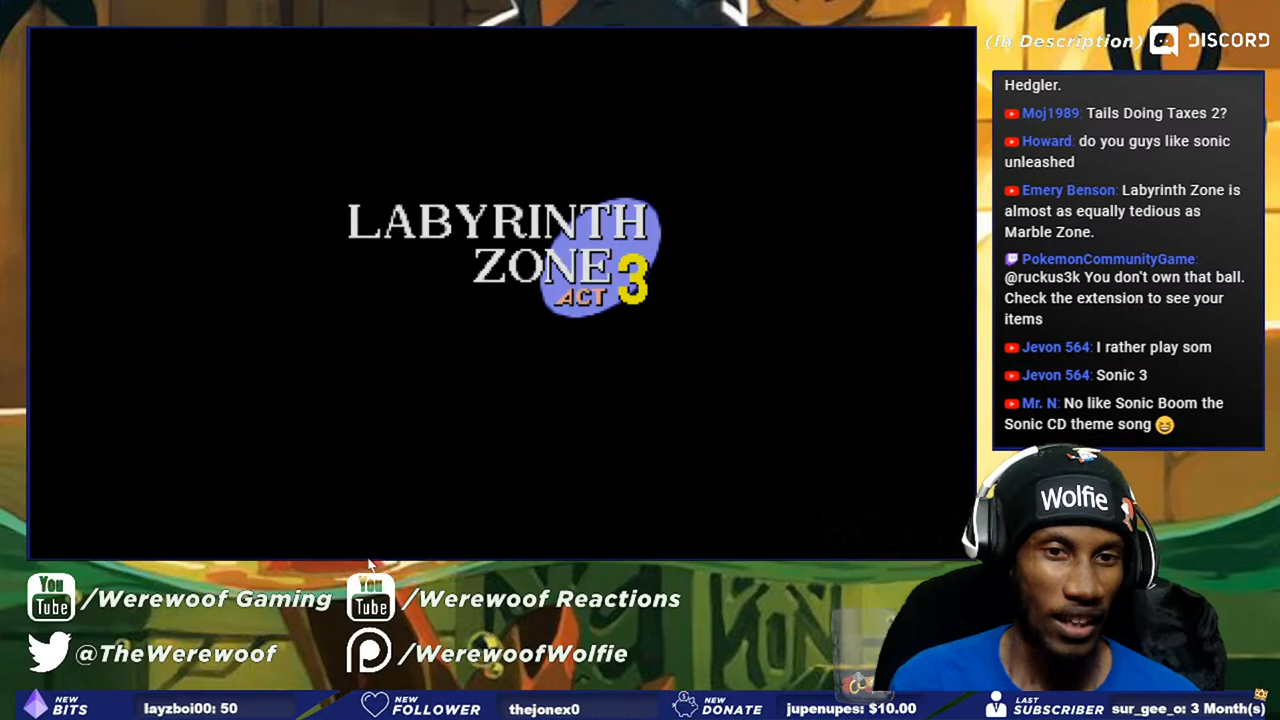 (In Description) DISCORD
LABYRINTH
ZONE
ACT 3
Hedgler.
Moj1989: Tails Doing Taxes 2?
Howard: do you guys like sonic
unleashed
Emery Benson: Labyrinth Zone is
almost as equally tedious as
Marble Zone.
PokemonCommunityGame:
@ruckus3k You don't own that ball.
Check the extension to see your
items
Jevon 564: I rather play som
Jevon 564: Sonic 3
Mr. N: No like Sonic Boom the
Sonic CD theme song 😄
Wolfie
You Tube /Werewoof Gaming
You Tube /Werewoof Reactions
@TheWerewoof
/WerewoofWolfie
NEW BITS layzboi00: 50
NEW FOLLOWER thejonex0
NEW DONATE jupenupes: $10.00
LAST SUBSCRIBER sur_gee_o: 3 Month(s)